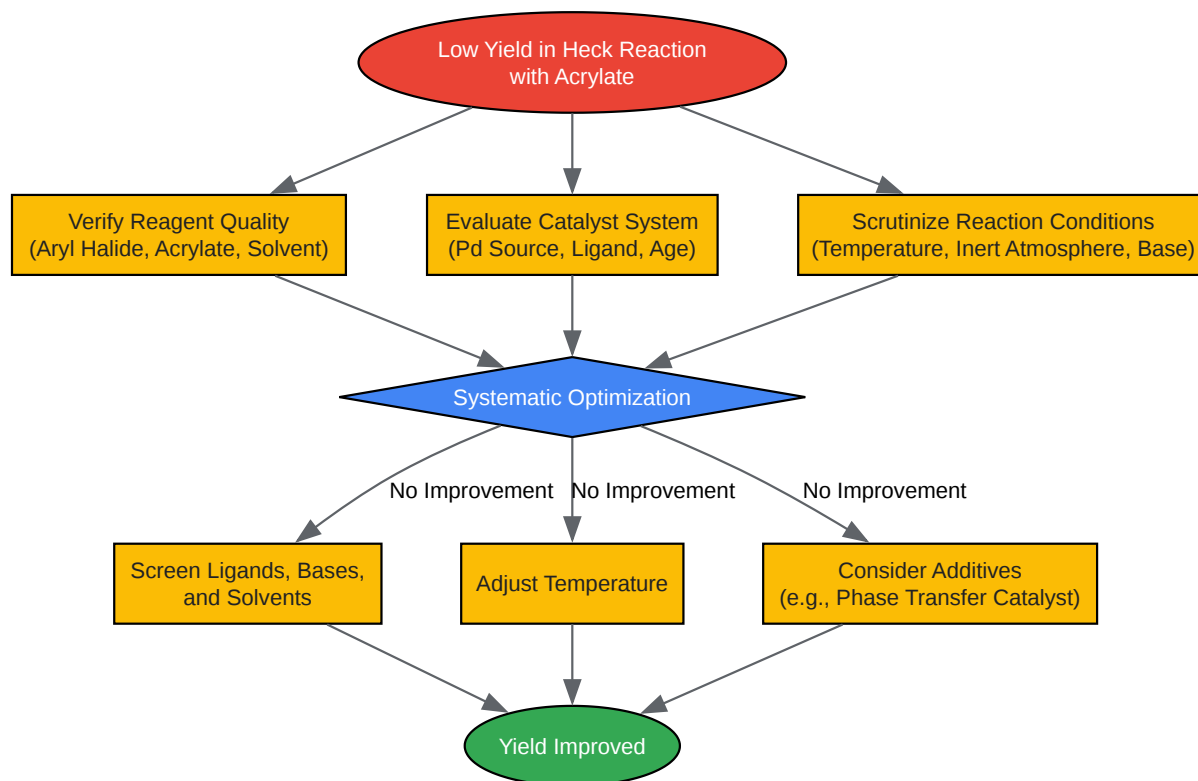 Low Yield in Heck Reaction
with Acrylate
Verify Reagent Quality
(Aryl Halide, Acrylate, Solvent)
Evaluate Catalyst System
(Pd Source, Ligand, Age)
Scrutinize Reaction Conditions
(Temperature, Inert Atmosphere, Base)
Systematic Optimization
No Improvement
No Improvement
No Improvement
Screen Ligands, Bases,
and Solvents
Adjust Temperature
Consider Additives
(e.g., Phase Transfer Catalyst)
Yield Improved